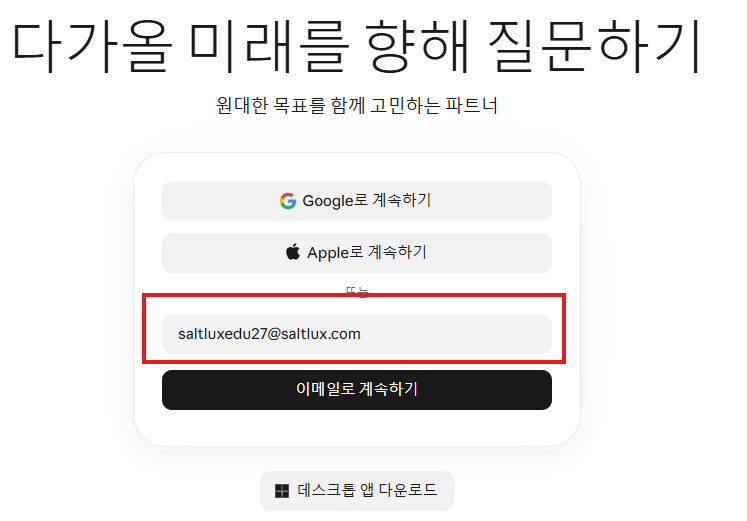 다가올 미래를 향해 질문하기
원대한 목표를 함께 고민하는 파트너
Google로 계속하기
Apple로 계속하기
또는
saltluxedu27@saltlux.com
이메일로 계속하기
데스크톱 앱 다운로드